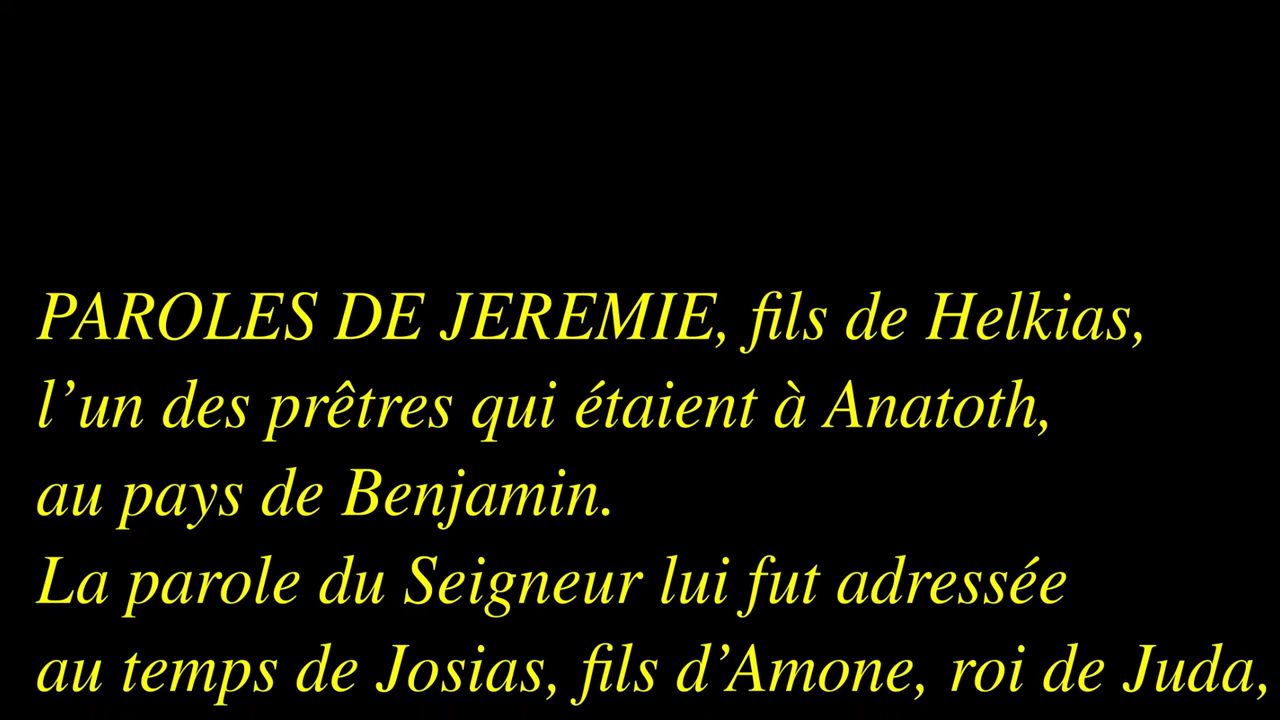 PAROLES DE JEREMIE, fils de Helkias,
l’un des prêtres qui étaient à Anatoth,
au pays de Benjamin.
La parole du Seigneur lui fut adressée
au temps de Josias, fils d’Amone, roi de Juda,